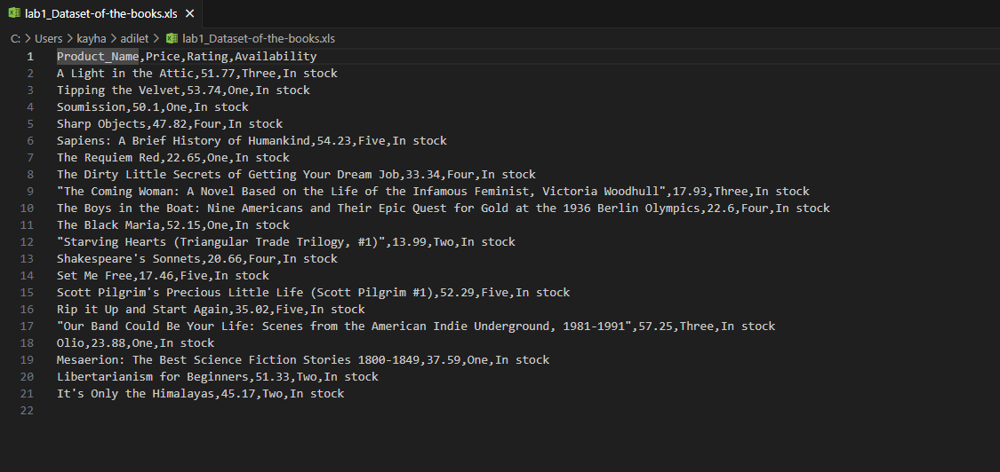 lab1_Dataset-of-the-books.xls ×
C: > Users > kayha > adilet > lab1_Dataset-of-the-books.xls
1 Product_Name,Price,Rating,Availability
2 A Light in the Attic,51.77,Three,In stock
3 Tipping the Velvet,53.74,One,In stock
4 Soumission,50.1,One,In stock
5 Sharp Objects,47.82,Four,In stock
6 Sapiens: A Brief History of Humankind,54.23,Five,In stock
7 The Requiem Red,22.65,One,In stock
8 The Dirty Little Secrets of Getting Your Dream Job,33.34,Four,In stock
9 "The Coming Woman: A Novel Based on the Life of the Infamous Feminist, Victoria Woodhull",17.93,Three,In stock
10 The Boys in the Boat: Nine Americans and Their Epic Quest for Gold at the 1936 Berlin Olympics,22.6,Four,In stock
11 The Black Maria,52.15,One,In stock
12 "Starving Hearts (Triangular Trade Trilogy, #1)",13.99,Two,In stock
13 Shakespeare's Sonnets,20.66,Four,In stock
14 Set Me Free,17.46,Five,In stock
15 Scott Pilgrim's Precious Little Life (Scott Pilgrim #1),52.29,Five,In stock
16 Rip it Up and Start Again,35.02,Five,In stock
17 "Our Band Could Be Your Life: Scenes from the American Indie Underground, 1981-1991",57.25,Three,In stock
18 Olio,23.88,One,In stock
19 Mesaerion: The Best Science Fiction Stories 1800-1849,37.59,One,In stock
20 Libertarianism for Beginners,51.33,Two,In stock
21 It's Only the Himalayas,45.17,Two,In stock
22